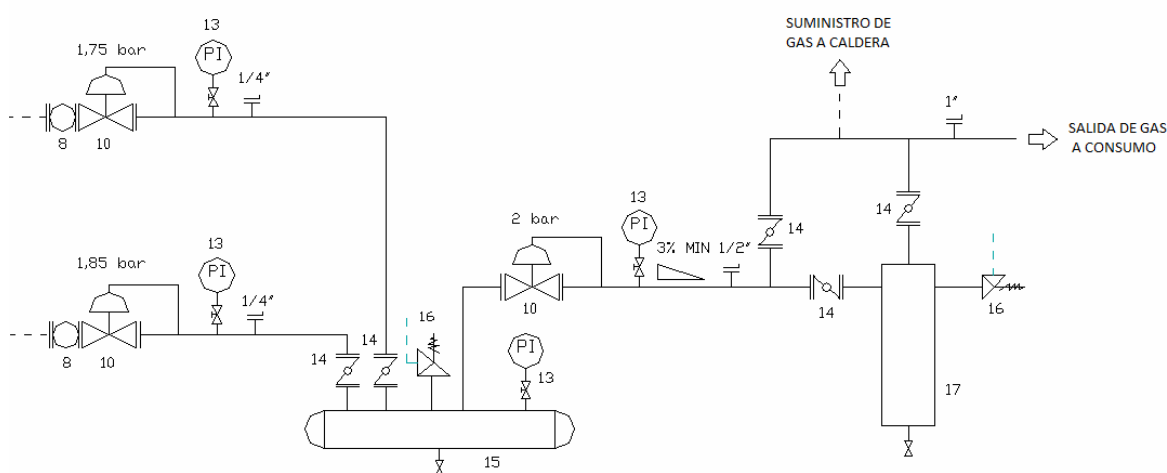 SUMINISTRO DE
GAS A CALDERA
13
1,75 bar
PI
1/4"
1"
8
10
SALIDA DE GAS
A CONSUMO
13
14
14
13
2 bar
PI
3% MIN 1/2"
1,85 bar
PI
1/4"
16
10
14
16
8
10
14
14
PI
13
17
15